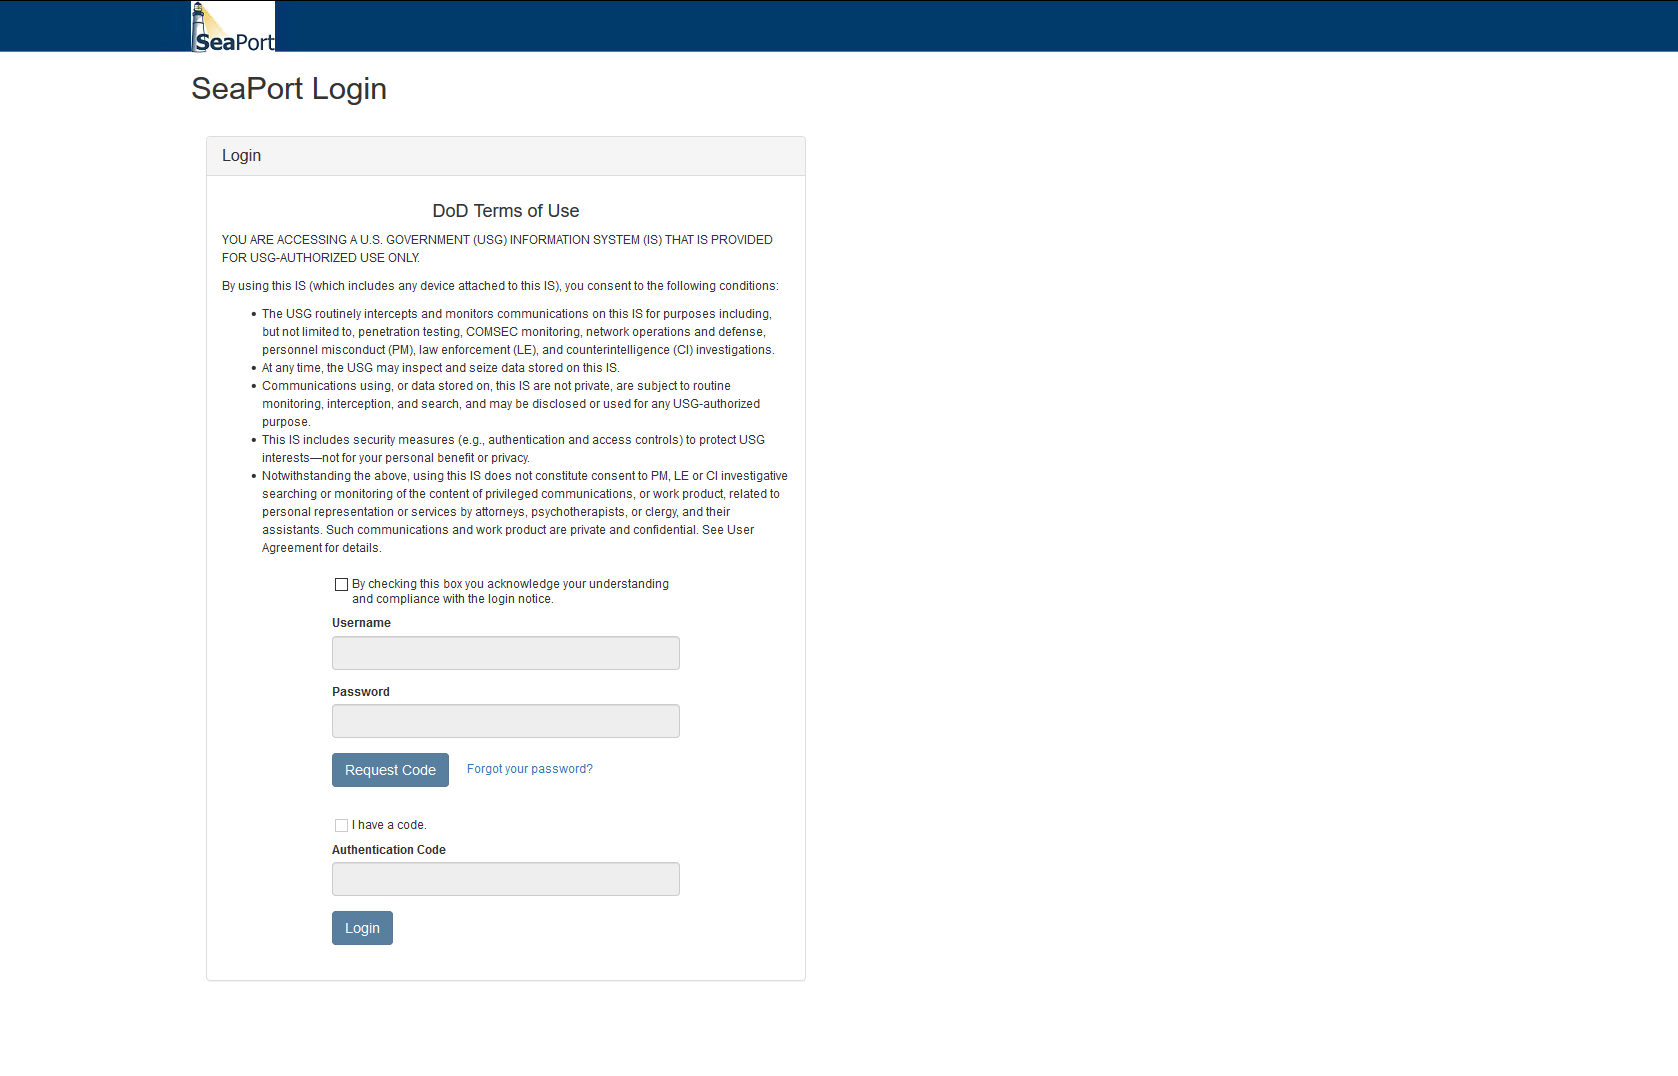 SeaPort
SeaPort Login
Login
DoD Terms of Use
YOU ARE ACCESSING A U.S. GOVERNMENT (USG) INFORMATION SYSTEM (IS) THAT IS PROVIDED
FOR USG-AUTHORIZED USE ONLY.
By using this IS (which includes any device attached to this IS), you consent to the following conditions:
• The USG routinely intercepts and monitors communications on this IS for purposes including,
but not limited to, penetration testing, COMSEC monitoring, network operations and defense,
personnel misconduct (PM), law enforcement (LE), and counterintelligence (CI) investigations.
• At any time, the USG may inspect and seize data stored on this IS.
• Communications using, or data stored on, this IS are not private, are subject to routine
monitoring, interception, and search, and may be disclosed or used for any USG-authorized
purpose.
• This IS includes security measures (e.g., authentication and access controls) to protect USG
interests—not for your personal benefit or privacy.
• Notwithstanding the above, using this IS does not constitute consent to PM, LE or CI investigative
searching or monitoring of the content of privileged communications, or work product, related to
personal representation or services by attorneys, psychotherapists, or clergy, and their
assistants. Such communications and work product are private and confidential. See User
Agreement for details.
By checking this box you acknowledge your understanding
and compliance with the login notice.
Username
Password
Request Code Forgot your password?
I have a code.
Authentication Code
Login